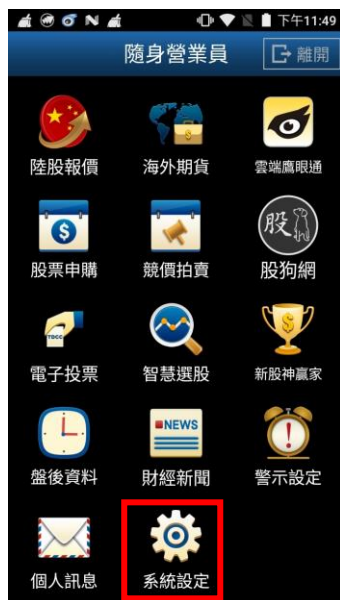 下午11:49
隨身營業員 離開
陸股報價 海外期貨 雲端鷹眼通
$ 股
股票申購 競價拍賣 股狗網
TDCC $
電子投票 智慧選股 新股神贏家
NEWS
盤後資料 財經新聞 警示設定
個人訊息 系統設定